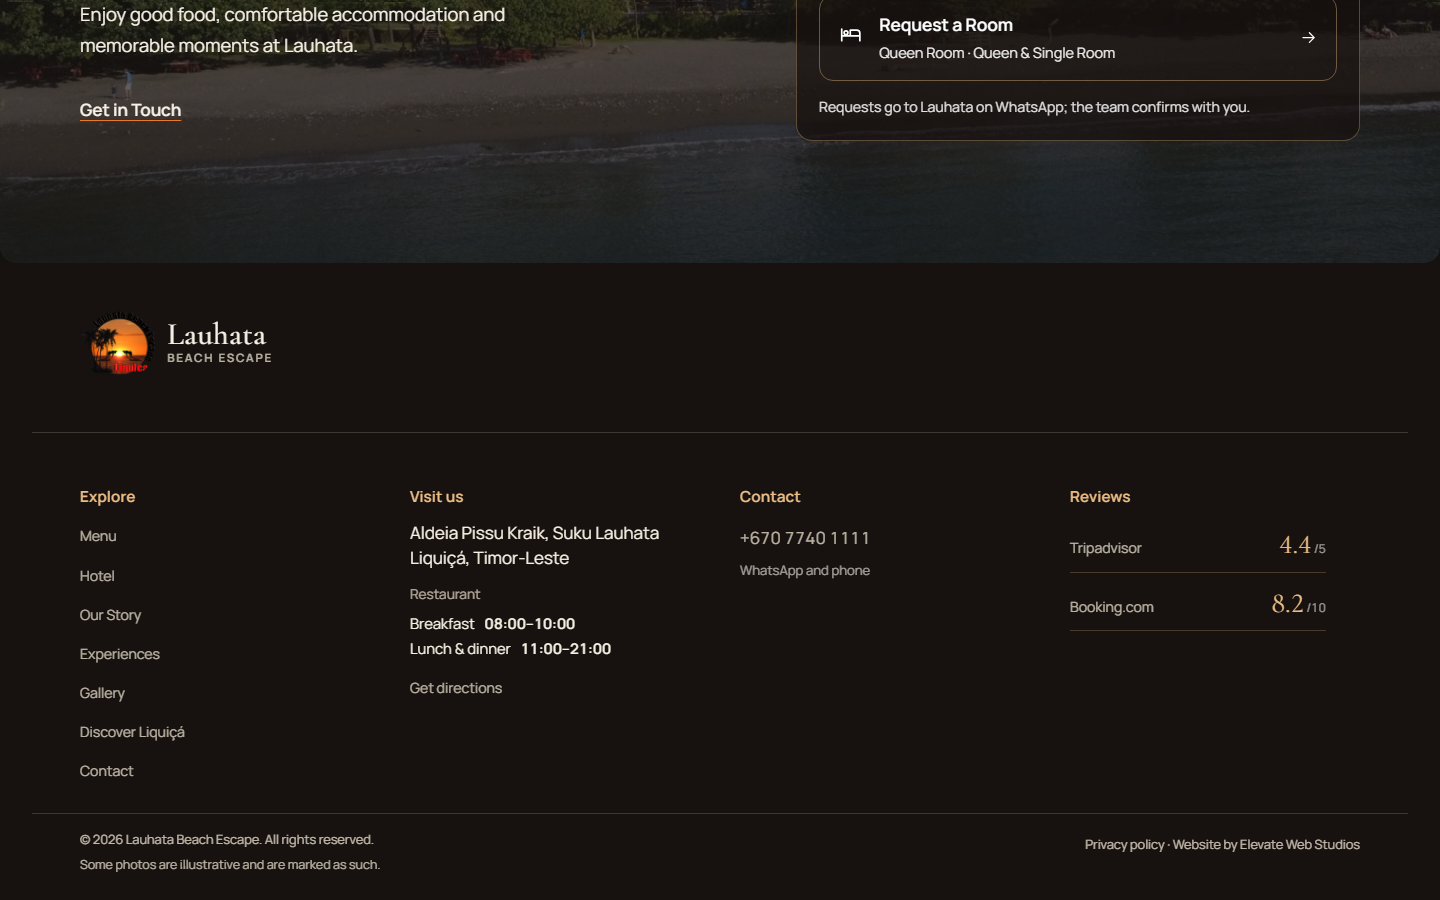 Enjoy good food, comfortable accommodation and
memorable moments at Lauhata.
Get in Touch
Request a Room
Queen Room · Queen & Single Room
Requests go to Lauhata on WhatsApp; the team confirms with you.
Lauhata
BEACH ESCAPE
Explore
Menu
Hotel
Our Story
Experiences
Gallery
Discover Liquiçá
Contact
Visit us
Aldeia Pissu Kraik, Suku Lauhata
Liquiçá, Timor-Leste
Restaurant
Breakfast 08:00–10:00
Lunch & dinner 11:00–21:00
Get directions
Contact
+670 7740 1111
WhatsApp and phone
Reviews
Tripadvisor 4.4 /5
Booking.com 8.2 /10
© 2026 Lauhata Beach Escape. All rights reserved.
Some photos are illustrative and are marked as such.
Privacy policy · Website by Elevate Web Studios